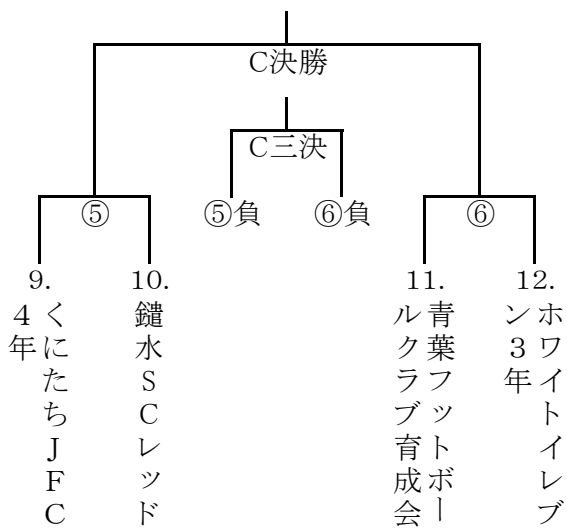 C決勝
C三決
⑤
⑤負
⑥負
⑥
9.
10.
11.
12.
くにたちJFC
4年
鑓水SCレッド
青葉フットボー
ルクラブ育成会
ホワイトイレブ
ン3年